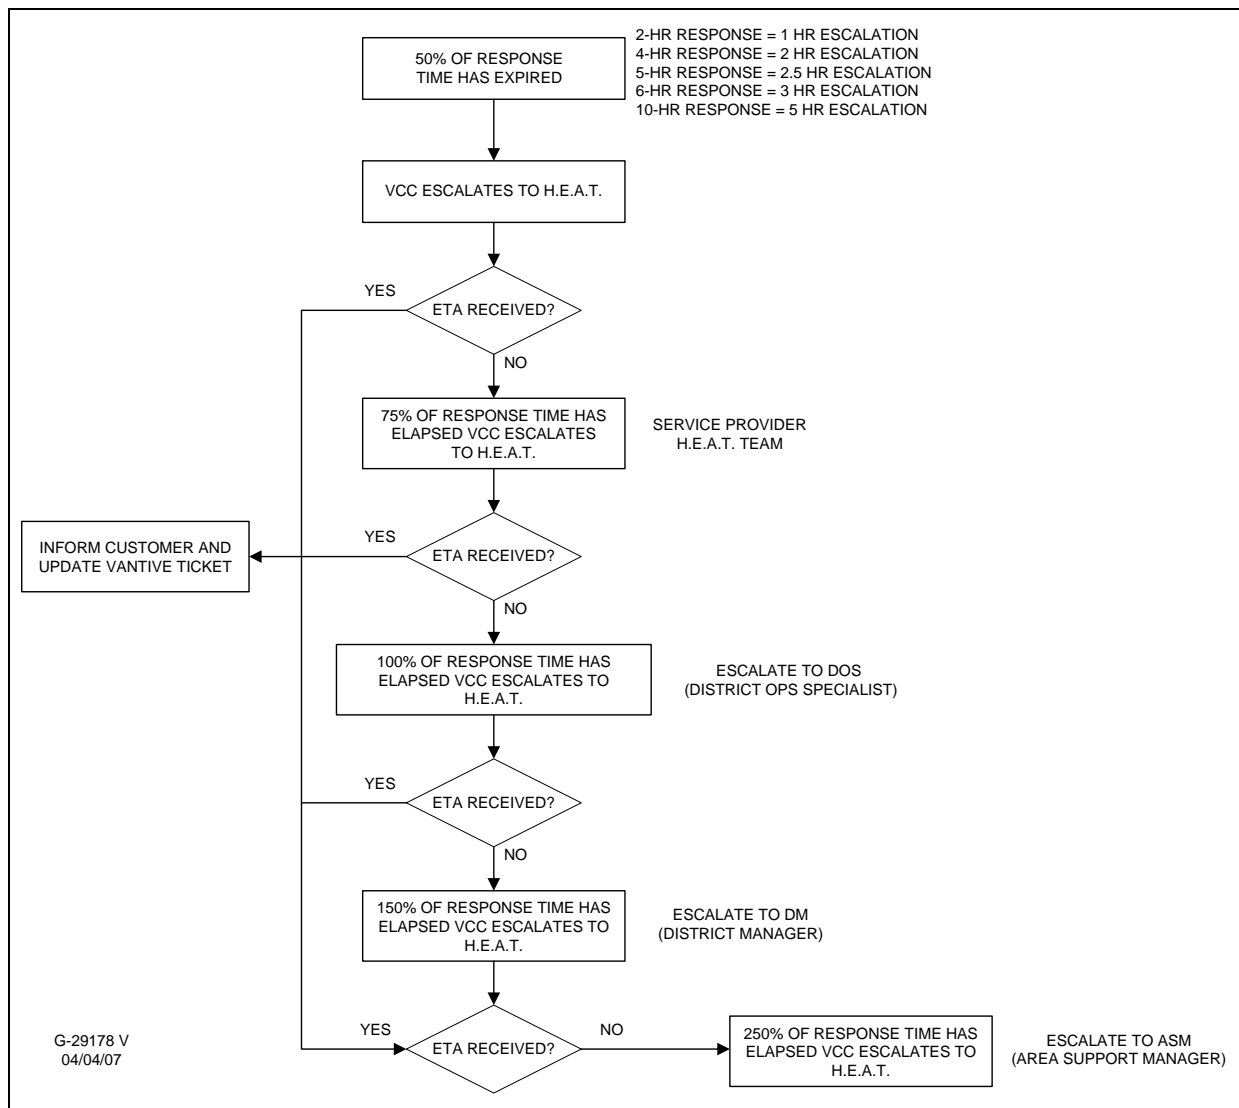 50% OF RESPONSE
TIME HAS EXPIRED
2-HR RESPONSE = 1 HR ESCALATION
4-HR RESPONSE = 2 HR ESCALATION
5-HR RESPONSE = 2.5 HR ESCALATION
6-HR RESPONSE = 3 HR ESCALATION
10-HR RESPONSE = 5 HR ESCALATION
VCC ESCALATES TO H.E.A.T.
YES
ETA RECEIVED?
NO
75% OF RESPONSE TIME HAS
ELAPSED VCC ESCALATES
TO H.E.A.T.
SERVICE PROVIDER
H.E.A.T. TEAM
YES
ETA RECEIVED?
INFORM CUSTOMER AND
UPDATE VANTIVE TICKET
NO
100% OF RESPONSE TIME HAS
ELAPSED VCC ESCALATES TO
H.E.A.T.
ESCALATE TO DOS
(DISTRICT OPS SPECIALIST)
YES
ETA RECEIVED?
NO
150% OF RESPONSE TIME HAS
ELAPSED VCC ESCALATES TO
H.E.A.T.
ESCALATE TO DM
(DISTRICT MANAGER)
YES
ETA RECEIVED?
NO
250% OF RESPONSE TIME HAS
ELAPSED VCC ESCALATES TO
H.E.A.T.
ESCALATE TO ASM
(AREA SUPPORT MANAGER)
G-29178 V
04/04/07